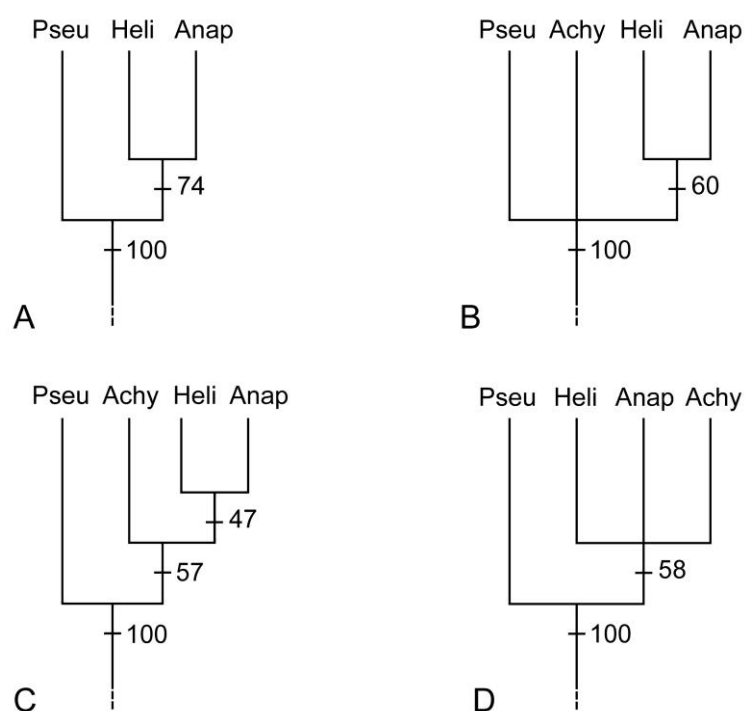 Pseu Heli Anap
74
100
A
Pseu Achy Heli Anap
60
100
B
Pseu Achy Heli Anap
47
57
100
C
Pseu Heli Anap Achy
58
100
D